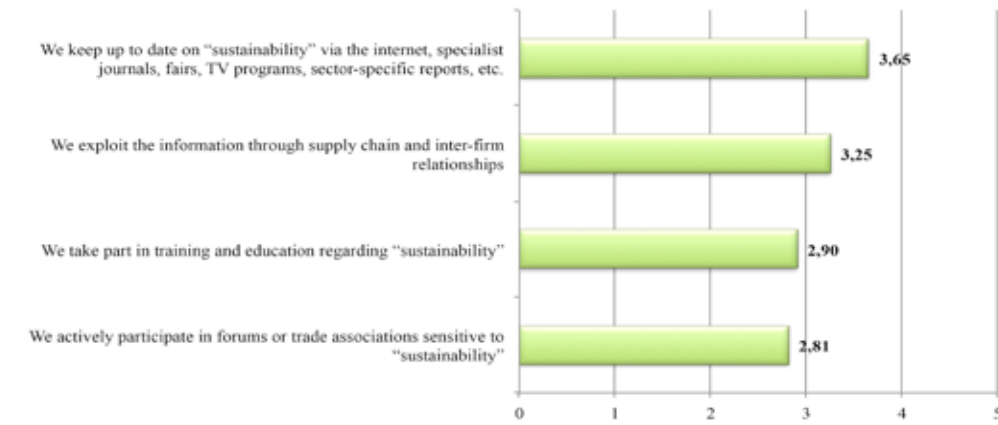 We keep up to date on “sustainability” via the internet, specialist
journals, fairs, TV programs, sector-specific reports, etc.
3,65
We exploit the information through supply chain and inter-firm
relationships
3,25
We take part in training and education regarding “sustainability”
2,90
We actively participate in forums or trade associations sensitive to
“sustainability”
2,81
0 1 2 3 4 5